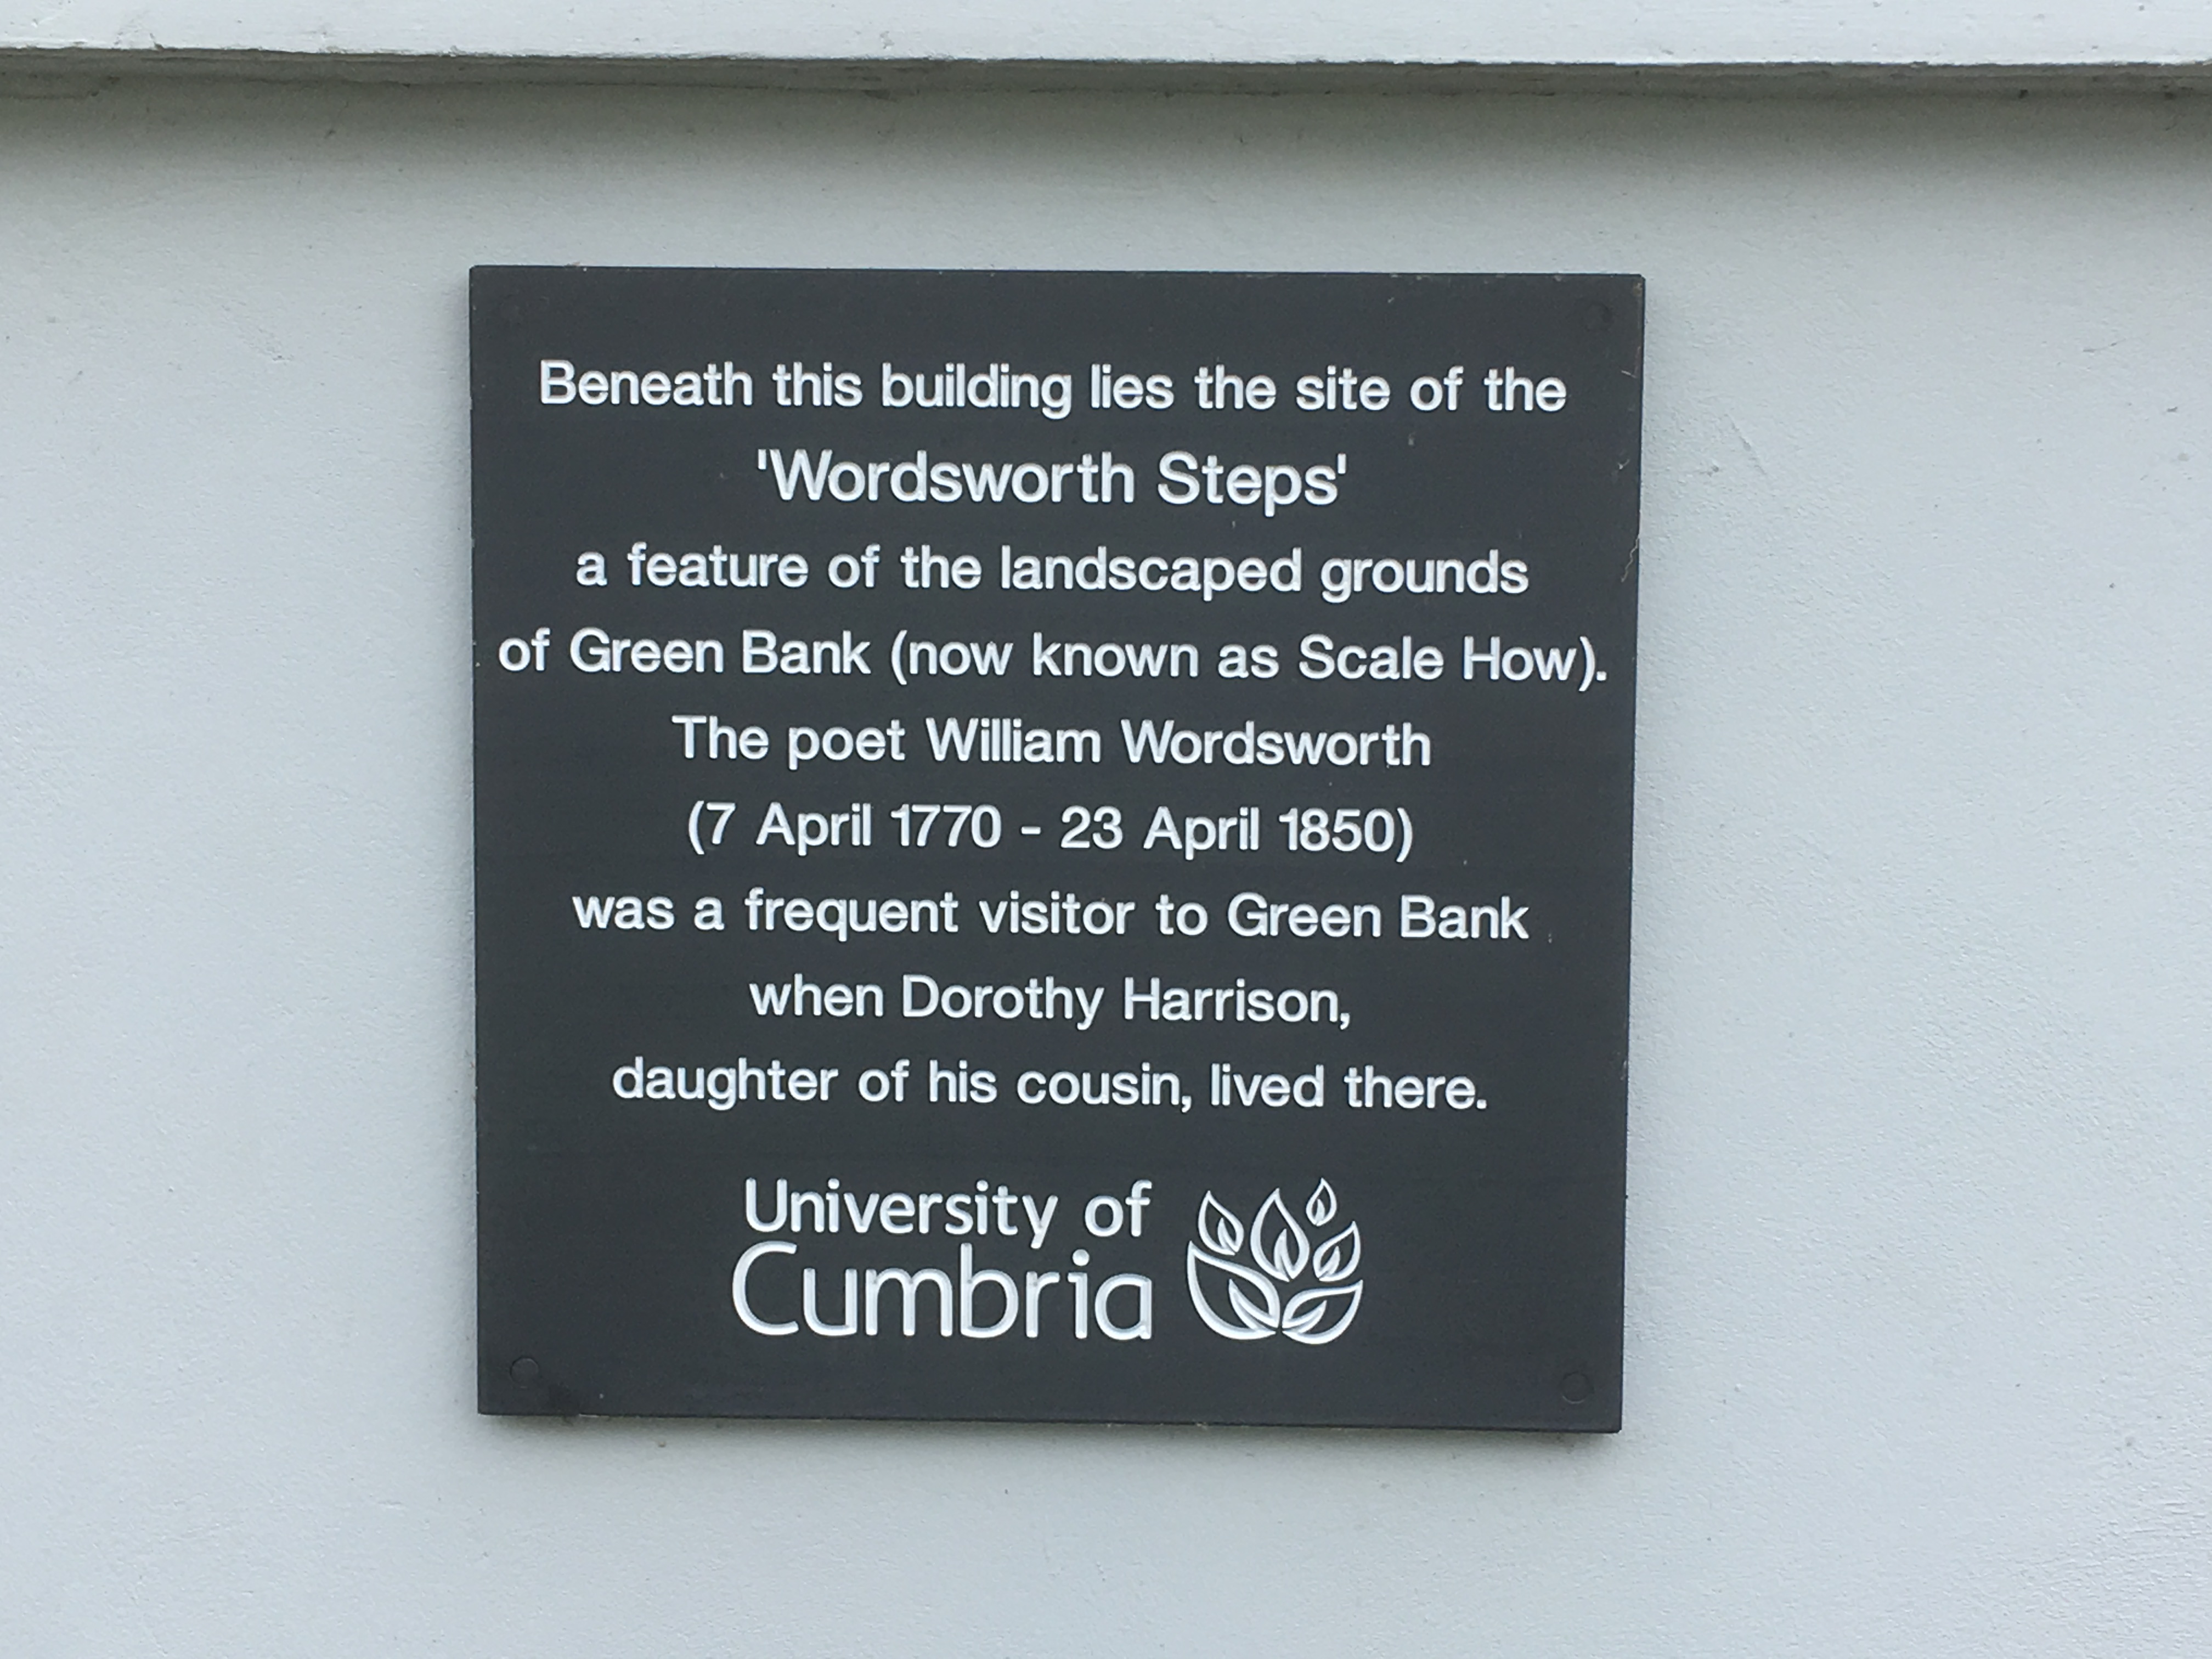 Beneath this building lies the site of the
'Wordsworth Steps'
a feature of the landscaped grounds
of Green Bank (now known as Scale How).
The poet William Wordsworth
(7 April 1770 - 23 April 1850)
was a frequent visitor to Green Bank
when Dorothy Harrison,
daughter of his cousin, lived there.
University of
Cumbria